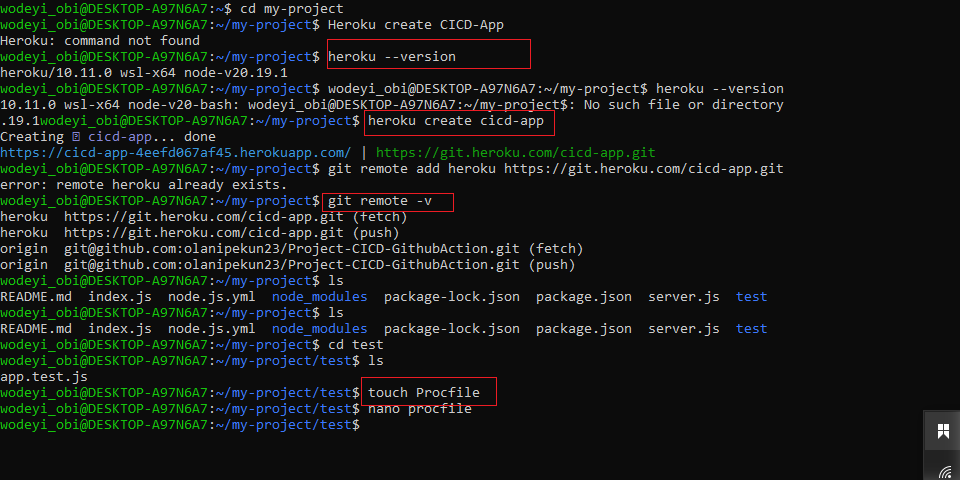 wodeyi_obi@DESKTOP-A97N6A7:~$ cd my-project
wodeyi_obi@DESKTOP-A97N6A7:~/my-project$ Heroku create CICD-App
Heroku: command not found
wodeyi_obi@DESKTOP-A97N6A7:~/my-project$ heroku --version
heroku/10.11.0 wsl-x64 node-v20.19.1
wodeyi_obi@DESKTOP-A97N6A7:~/my-project$ wodeyi_obi@DESKTOP-A97N6A7:~/my-project$ heroku --version
10.11.0 wsl-x64 node-v20-bash: wodeyi_obi@DESKTOP-A97N6A7:~/my-project$: No such file or directory
.19.1wodeyi_obi@DESKTOP-A97N6A7:~/my-project$ heroku create cicd-app
Creating ⍰ cicd-app... done
https://cicd-app-4eefd067af45.herokuapp.com/ | https://git.heroku.com/cicd-app.git
wodeyi_obi@DESKTOP-A97N6A7:~/my-project$ git remote add heroku https://git.heroku.com/cicd-app.git
error: remote heroku already exists.
wodeyi_obi@DESKTOP-A97N6A7:~/my-project$ git remote -v
heroku  https://git.heroku.com/cicd-app.git (fetch)
heroku  https://git.heroku.com/cicd-app.git (push)
origin  git@github.com:olanipekun23/Project-CICD-GithubAction.git (fetch)
origin  git@github.com:olanipekun23/Project-CICD-GithubAction.git (push)
wodeyi_obi@DESKTOP-A97N6A7:~/my-project$ ls
README.md  index.js  node.js.yml  node_modules  package-lock.json  package.json  server.js  test
wodeyi_obi@DESKTOP-A97N6A7:~/my-project$ ls
README.md  index.js  node.js.yml  node_modules  package-lock.json  package.json  server.js  test
wodeyi_obi@DESKTOP-A97N6A7:~/my-project$ cd test
wodeyi_obi@DESKTOP-A97N6A7:~/my-project/test$ ls
app.test.js
wodeyi_obi@DESKTOP-A97N6A7:~/my-project/test$ touch Procfile
wodeyi_obi@DESKTOP-A97N6A7:~/my-project/test$ nano procfile
wodeyi_obi@DESKTOP-A97N6A7:~/my-project/test$